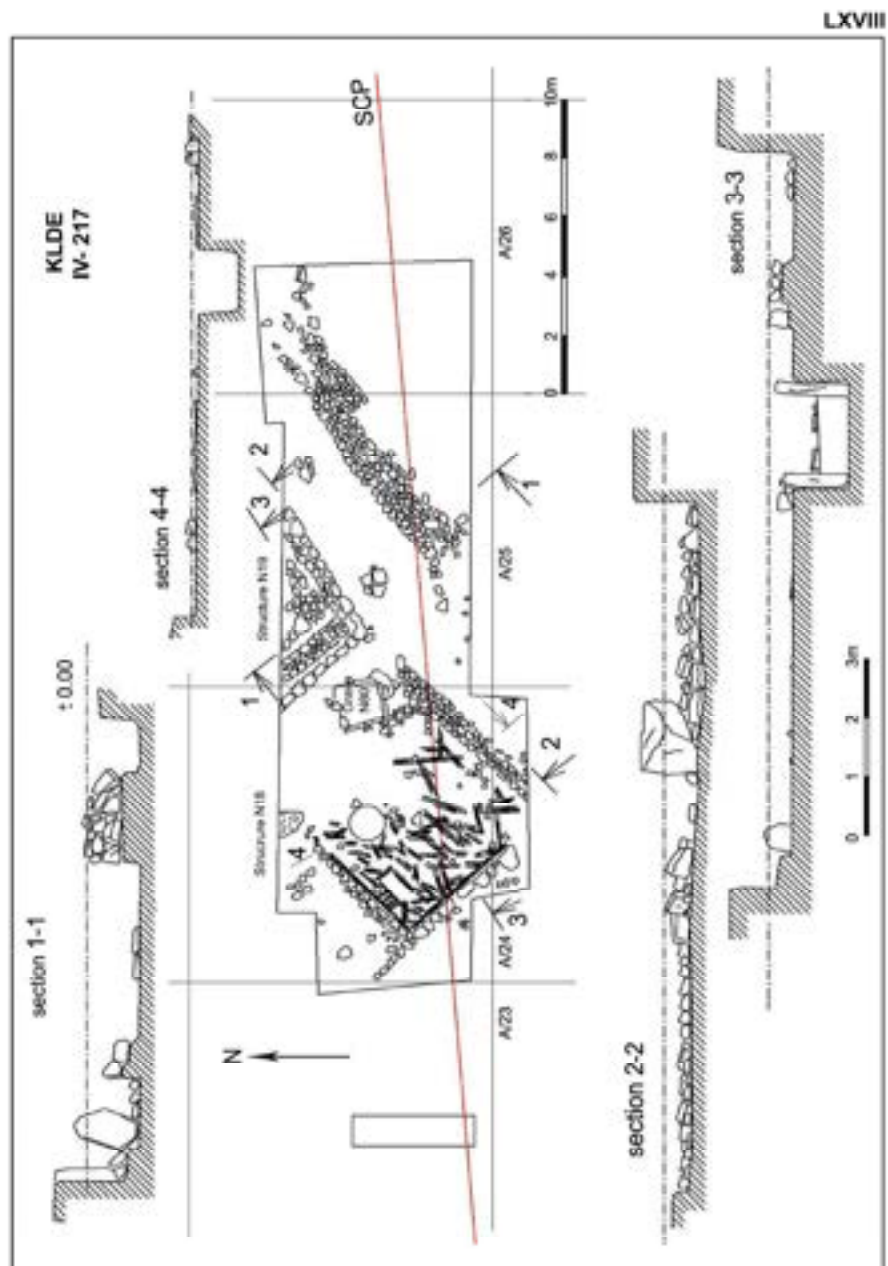 LXVIII
KLDE
IV- 217
section 1-1
± 0.00
section 4-4
SCP
N
Structure N18
Structure N19
1
2
3
4
1
2
3
4
A/23
A/24
A/25
A/26
0 2 4 6 8 10m
section 2-2
section 3-3
0 1 2 3m